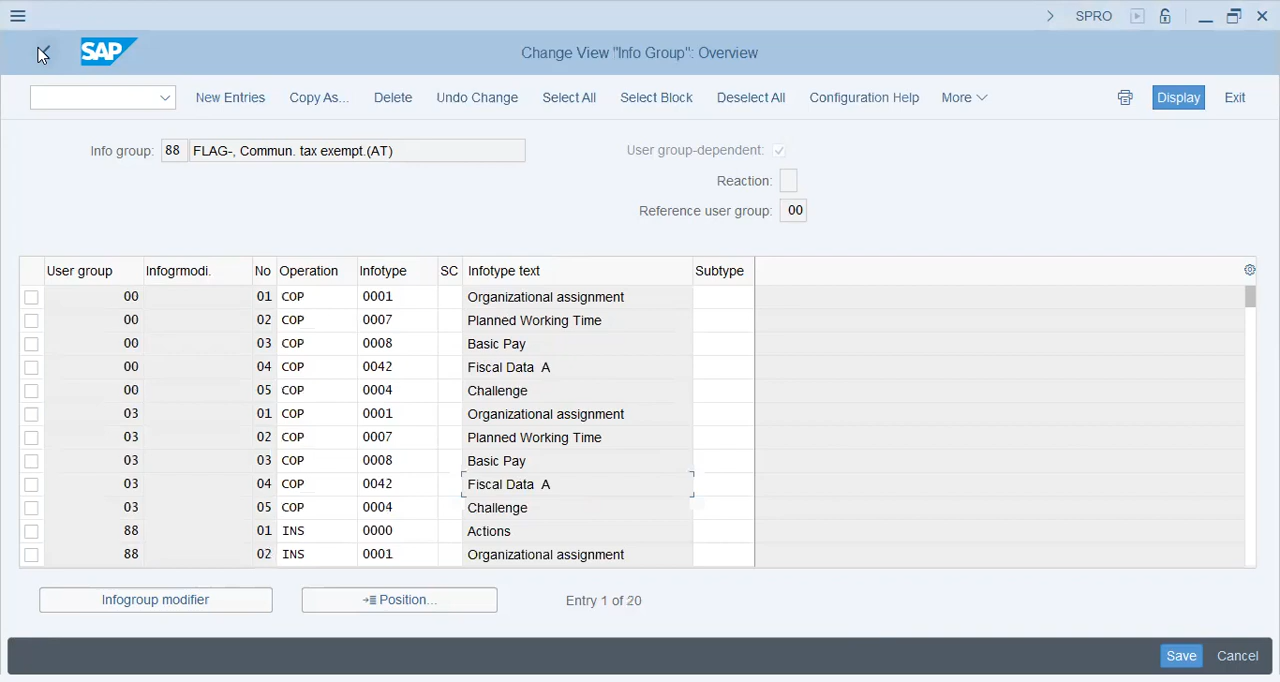 SPRO
SAP Change View "Info Group": Overview
New Entries Copy As... Delete Undo Change Select All Select Block Deselect All Configuration Help More Display Exit
Info group: 88 FLAG-, Commun. tax exempt.(AT) User group-dependent:
Reaction:
Reference user group: 00
User group Infogrmodi. No Operation Infotype SC Infotype text Subtype
00 01 COP 0001 Organizational assignment
00 02 COP 0007 Planned Working Time
00 03 COP 0008 Basic Pay
00 04 COP 0042 Fiscal Data A
00 05 COP 0004 Challenge
03 01 COP 0001 Organizational assignment
03 02 COP 0007 Planned Working Time
03 03 COP 0008 Basic Pay
03 04 COP 0042 Fiscal Data A
03 05 COP 0004 Challenge
88 01 INS 0000 Actions
88 02 INS 0001 Organizational assignment
Infogroup modifier Position... Entry 1 of 20
Save Cancel